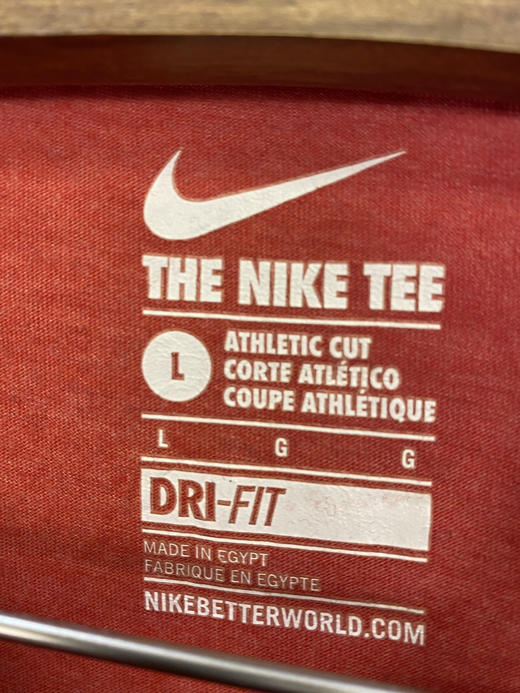 THE NIKE TEE
L
ATHLETIC CUT
CORTE ATLÉTICO
COUPE ATHLÉTIQUE
L G G
DRI-FIT
MADE IN EGYPT
FABRIQUE EN EGYPTE
NIKEBETTERWORLD.COM